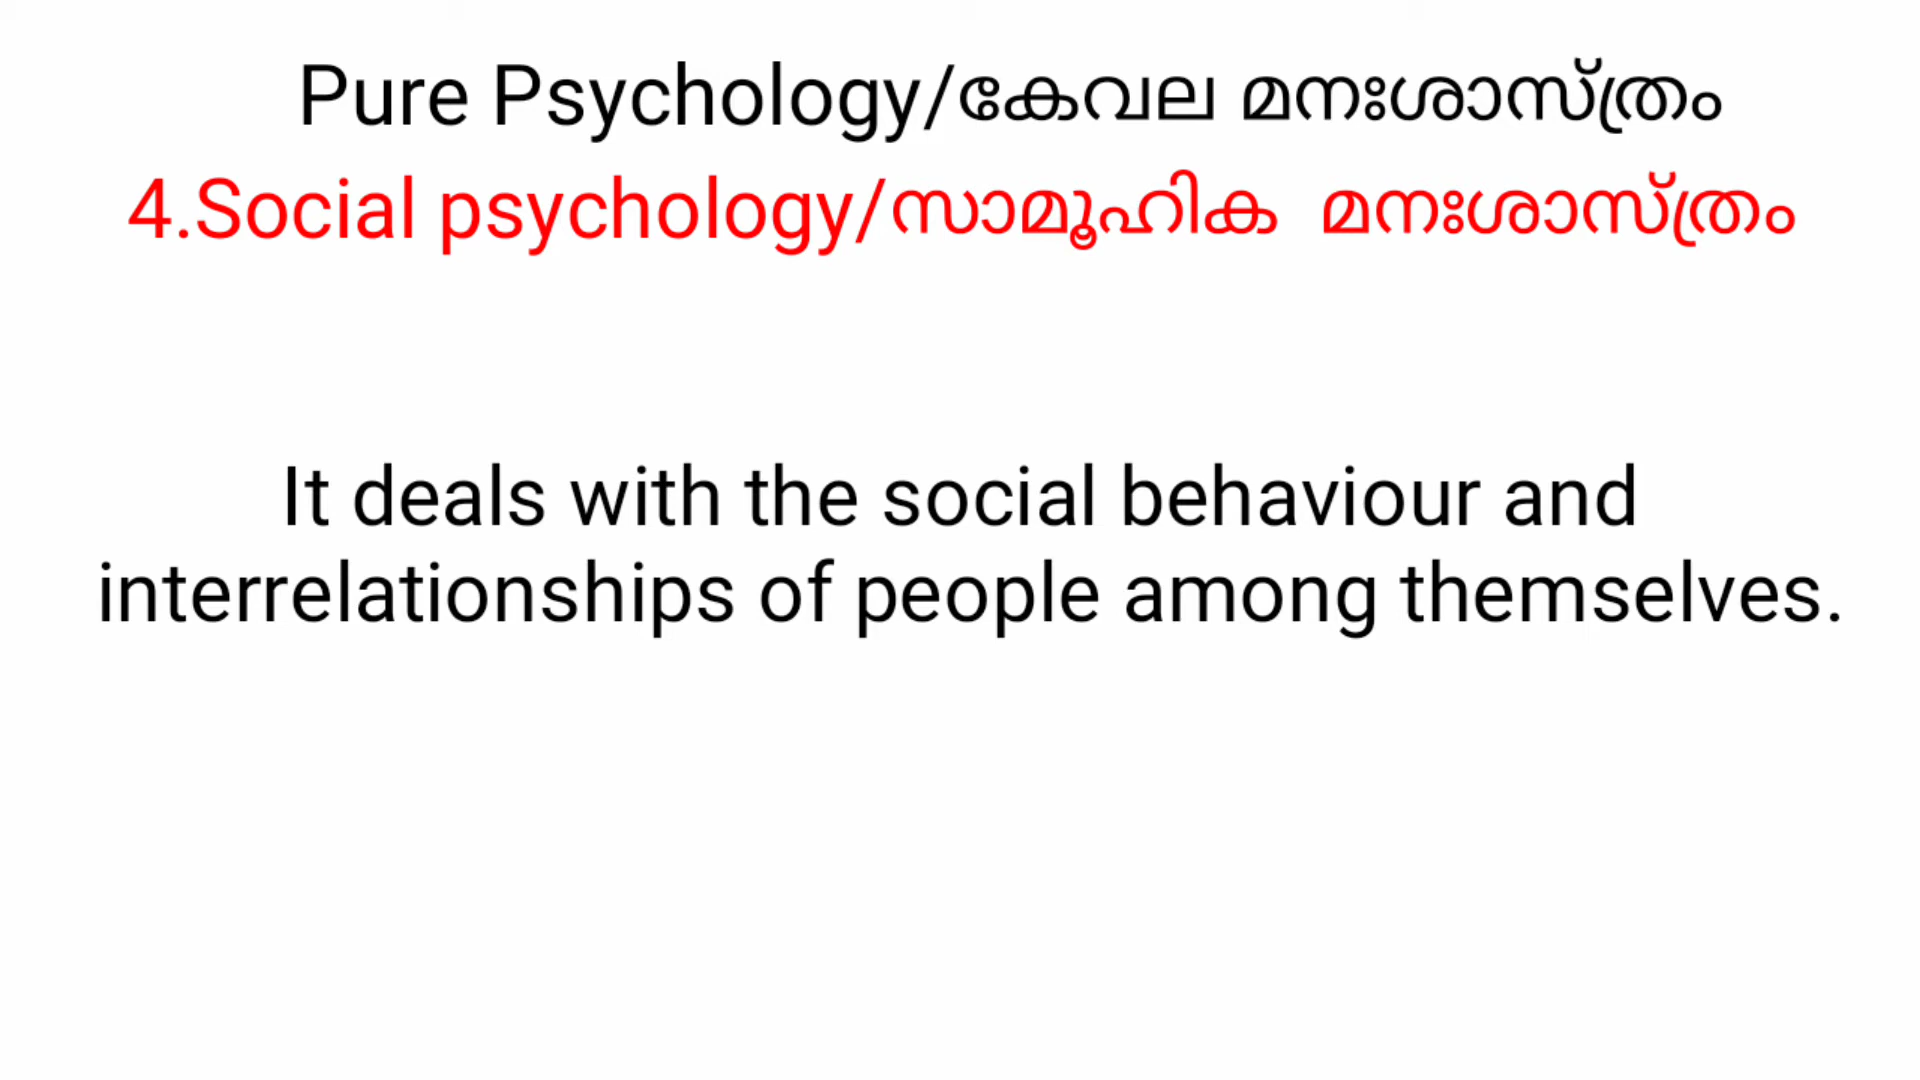 Pure Psychology/കേവല മനഃശാസ്ത്രം
4.Social psychology/സാമൂഹിക മനഃശാസ്ത്രം
It deals with the social behaviour and
interrelationships of people among themselves.